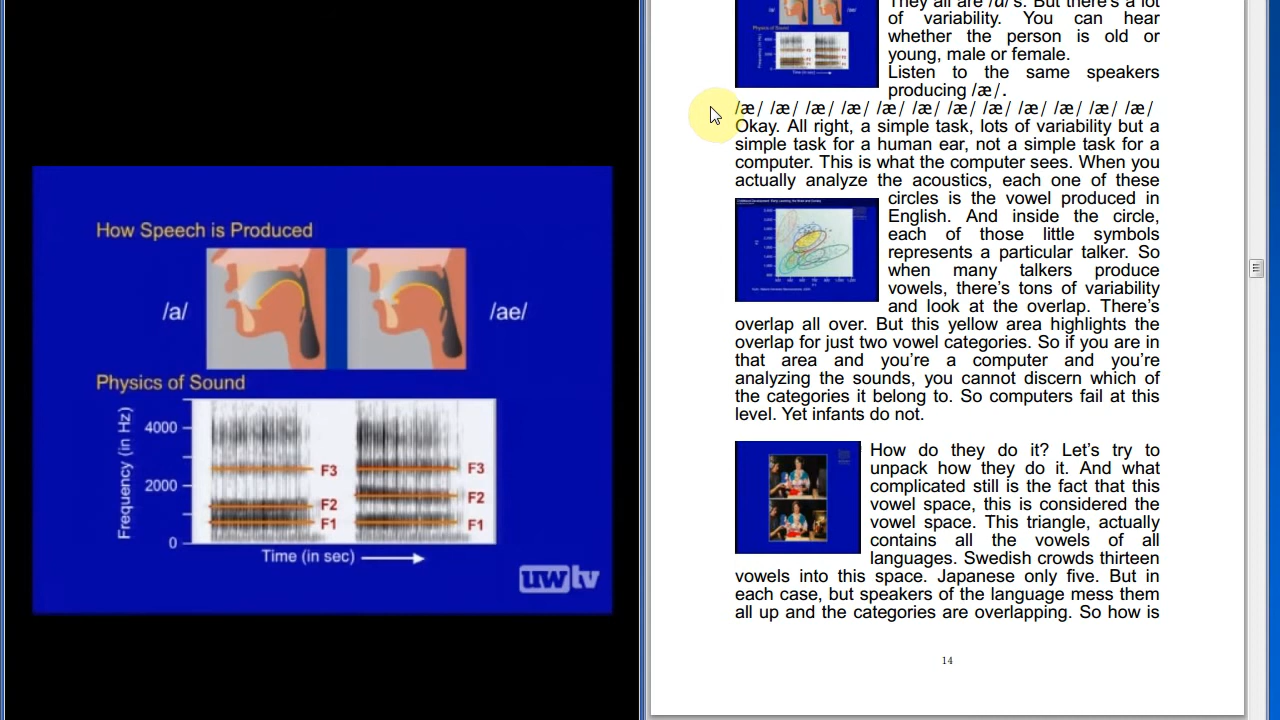 How Speech is Produced
/a/
/ae/
Physics of Sound
Frequency (in Hz)
4000
2000
0
F3
F2
F1
F3
F2
F1
Time (in sec)
uwtv
They all are /a/'s. But there's a lot
of variability. You can hear
whether the person is old or
young, male or female.
Listen to the same speakers
producing /æ/.
/æ/ /æ/ /æ/ /æ/ /æ/ /æ/ /æ/ /æ/ /æ/ /æ/ /æ/ /æ/
Okay. All right, a simple task, lots of variability but a
simple task for a human ear, not a simple task for a
computer. This is what the computer sees. When you
actually analyze the acoustics, each one of these
circles is the vowel produced in
English. And inside the circle,
each of those little symbols
represents a particular talker. So
when many talkers produce
vowels, there's tons of variability
and look at the overlap. There's
overlap all over. But this yellow area highlights the
overlap for just two vowel categories. So if you are in
that area and you're a computer and you're
analyzing the sounds, you cannot discern which of
the categories it belong to. So computers fail at this
level. Yet infants do not.
How do they do it? Let's try to
unpack how they do it. And what
complicated still is the fact that this
vowel space, this is considered the
vowel space. This triangle, actually
contains all the vowels of all
languages. Swedish crowds thirteen
vowels into this space. Japanese only five. But in
each case, but speakers of the language mess them
all up and the categories are overlapping. So how is
14